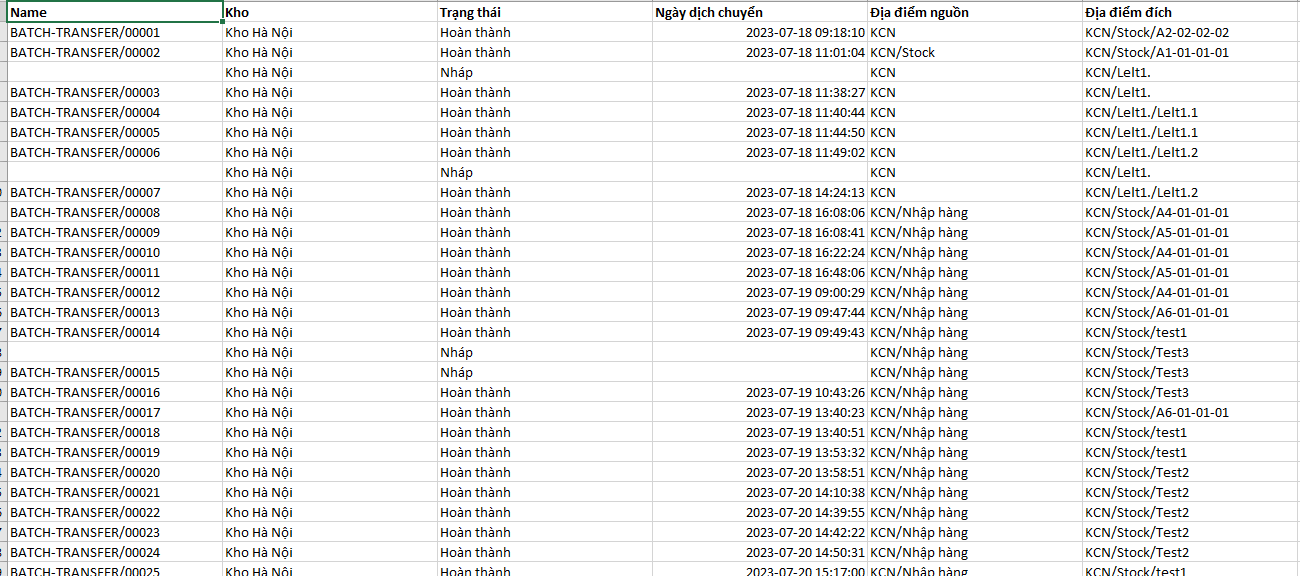 Name Kho Trạng thái Ngày dịch chuyển Địa điểm nguồn Địa điểm đích
BATCH-TRANSFER/00001 Kho Hà Nội Hoàn thành 2023-07-18 09:18:10 KCN KCN/Stock/A2-02-02-02
BATCH-TRANSFER/00002 Kho Hà Nội Hoàn thành 2023-07-18 11:01:04 KCN/Stock KCN/Stock/A1-01-01-01
Kho Hà Nội Nháp KCN KCN/Lelt1.
BATCH-TRANSFER/00003 Kho Hà Nội Hoàn thành 2023-07-18 11:38:27 KCN KCN/Lelt1.
BATCH-TRANSFER/00004 Kho Hà Nội Hoàn thành 2023-07-18 11:40:44 KCN KCN/Lelt1./Lelt1.1
BATCH-TRANSFER/00005 Kho Hà Nội Hoàn thành 2023-07-18 11:44:50 KCN KCN/Lelt1./Lelt1.1
BATCH-TRANSFER/00006 Kho Hà Nội Hoàn thành 2023-07-18 11:49:02 KCN KCN/Lelt1./Lelt1.2
Kho Hà Nội Nháp KCN KCN/Lelt1.
BATCH-TRANSFER/00007 Kho Hà Nội Hoàn thành 2023-07-18 14:24:13 KCN KCN/Lelt1./Lelt1.2
BATCH-TRANSFER/00008 Kho Hà Nội Hoàn thành 2023-07-18 16:08:06 KCN/Nhập hàng KCN/Stock/A4-01-01-01
BATCH-TRANSFER/00009 Kho Hà Nội Hoàn thành 2023-07-18 16:08:41 KCN/Nhập hàng KCN/Stock/A5-01-01-01
BATCH-TRANSFER/00010 Kho Hà Nội Hoàn thành 2023-07-18 16:22:24 KCN/Nhập hàng KCN/Stock/A4-01-01-01
BATCH-TRANSFER/00011 Kho Hà Nội Hoàn thành 2023-07-18 16:48:06 KCN/Nhập hàng KCN/Stock/A5-01-01-01
BATCH-TRANSFER/00012 Kho Hà Nội Hoàn thành 2023-07-19 09:00:29 KCN/Nhập hàng KCN/Stock/A4-01-01-01
BATCH-TRANSFER/00013 Kho Hà Nội Hoàn thành 2023-07-19 09:47:44 KCN/Nhập hàng KCN/Stock/A6-01-01-01
BATCH-TRANSFER/00014 Kho Hà Nội Hoàn thành 2023-07-19 09:49:43 KCN/Nhập hàng KCN/Stock/test1
Kho Hà Nội Nháp KCN/Nhập hàng KCN/Stock/Test3
BATCH-TRANSFER/00015 Kho Hà Nội Nháp KCN/Nhập hàng KCN/Stock/Test3
BATCH-TRANSFER/00016 Kho Hà Nội Hoàn thành 2023-07-19 10:43:26 KCN/Nhập hàng KCN/Stock/Test3
BATCH-TRANSFER/00017 Kho Hà Nội Hoàn thành 2023-07-19 13:40:23 KCN/Nhập hàng KCN/Stock/A6-01-01-01
BATCH-TRANSFER/00018 Kho Hà Nội Hoàn thành 2023-07-19 13:40:51 KCN/Nhập hàng KCN/Stock/test1
BATCH-TRANSFER/00019 Kho Hà Nội Hoàn thành 2023-07-19 13:53:32 KCN/Nhập hàng KCN/Stock/test1
BATCH-TRANSFER/00020 Kho Hà Nội Hoàn thành 2023-07-20 13:58:51 KCN/Nhập hàng KCN/Stock/Test2
BATCH-TRANSFER/00021 Kho Hà Nội Hoàn thành 2023-07-20 14:10:38 KCN/Nhập hàng KCN/Stock/Test2
BATCH-TRANSFER/00022 Kho Hà Nội Hoàn thành 2023-07-20 14:39:55 KCN/Nhập hàng KCN/Stock/Test2
BATCH-TRANSFER/00023 Kho Hà Nội Hoàn thành 2023-07-20 14:42:22 KCN/Nhập hàng KCN/Stock/Test2
BATCH-TRANSFER/00024 Kho Hà Nội Hoàn thành 2023-07-20 14:50:31 KCN/Nhập hàng KCN/Stock/Test2
BATCH-TRANSFER/00025 Kho Hà Nội Hoàn thành 2023-07-20 15:17:00 KCN/Nhập hàng KCN/Stock/test1